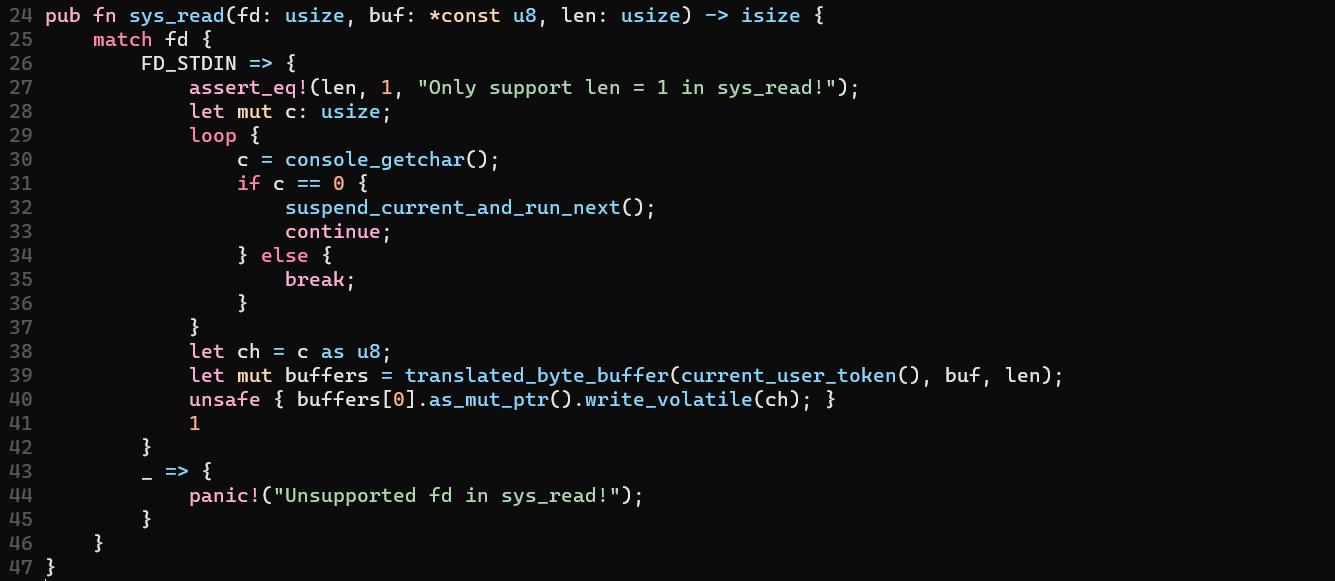 24 pub fn sys_read(fd: usize, buf: *const u8, len: usize) -> isize {
25     match fd {
26         FD_STDIN => {
27             assert_eq!(len, 1, "Only support len = 1 in sys_read!");
28             let mut c: usize;
29             loop {
30                 c = console_getchar();
31                 if c == 0 {
32                     suspend_current_and_run_next();
33                     continue;
34                 } else {
35                     break;
36                 }
37             }
38             let ch = c as u8;
39             let mut buffers = translated_byte_buffer(current_user_token(), buf, len);
40             unsafe { buffers[0].as_mut_ptr().write_volatile(ch); }
41             1
42         }
43         _ => {
44             panic!("Unsupported fd in sys_read!");
45         }
46     }
47 }